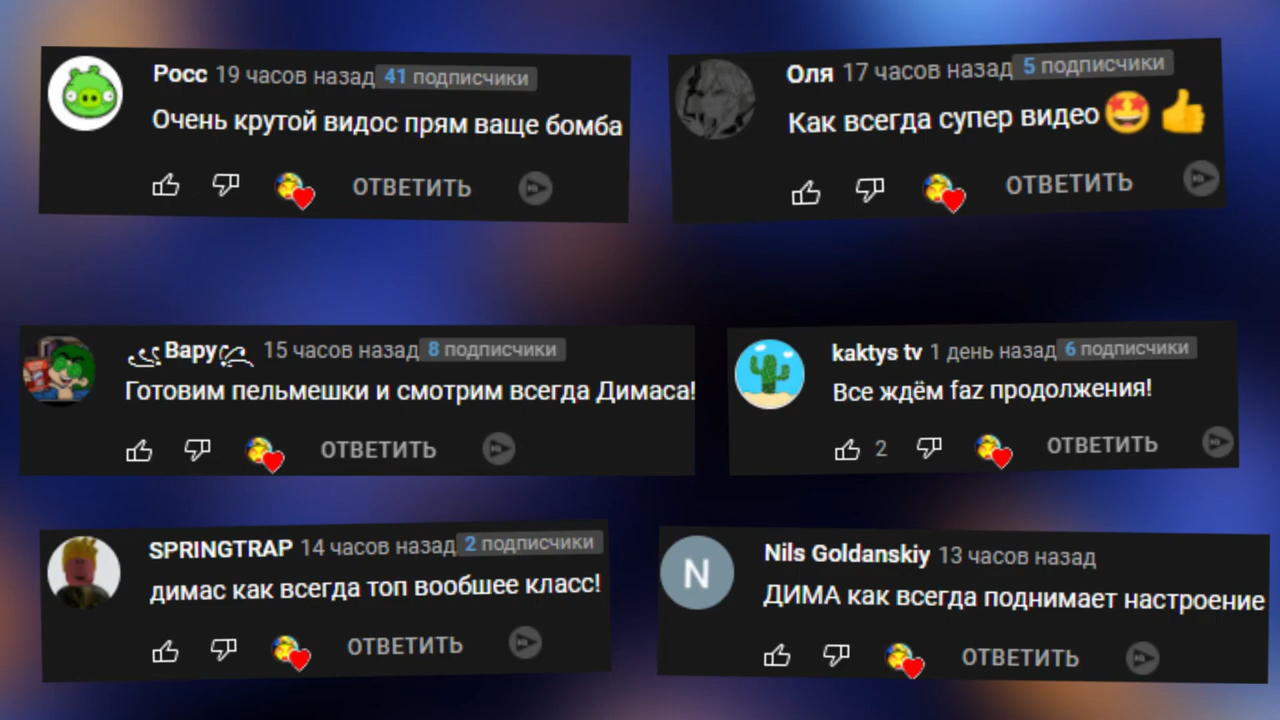 Росс 19 часов назад 41 подписчики
Очень крутой видос прям ваще бомба
ОТВЕТИТЬ
Оля 17 часов назад 5 подписчики
Как всегда супер видео🤩👍
ОТВЕТИТЬ
Вару 15 часов назад 8 подписчики
Готовим пельмешки и смотрим всегда Димаса!
ОТВЕТИТЬ
kaktys tv 1 день назад 6 подписчики
Все ждём faz продолжения!
2 ОТВЕТИТЬ
SPRINGTRAP 14 часов назад 2 подписчики
димас как всегда топ вообшее класс!
ОТВЕТИТЬ
N
Nils Goldanskiy 13 часов назад
ДИМА как всегда поднимает настроение
ОТВЕТИТЬ